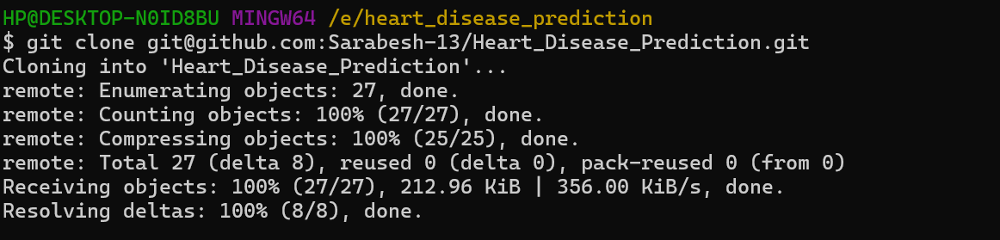 HP@DESKTOP-N0ID8BU MINGW64 /e/heart_disease_prediction
$ git clone git@github.com:Sarabesh-13/Heart_Disease_Prediction.git
Cloning into 'Heart_Disease_Prediction'...
remote: Enumerating objects: 27, done.
remote: Counting objects: 100% (27/27), done.
remote: Compressing objects: 100% (25/25), done.
remote: Total 27 (delta 8), reused 0 (delta 0), pack-reused 0 (from 0)
Receiving objects: 100% (27/27), 212.96 KiB | 356.00 KiB/s, done.
Resolving deltas: 100% (8/8), done.